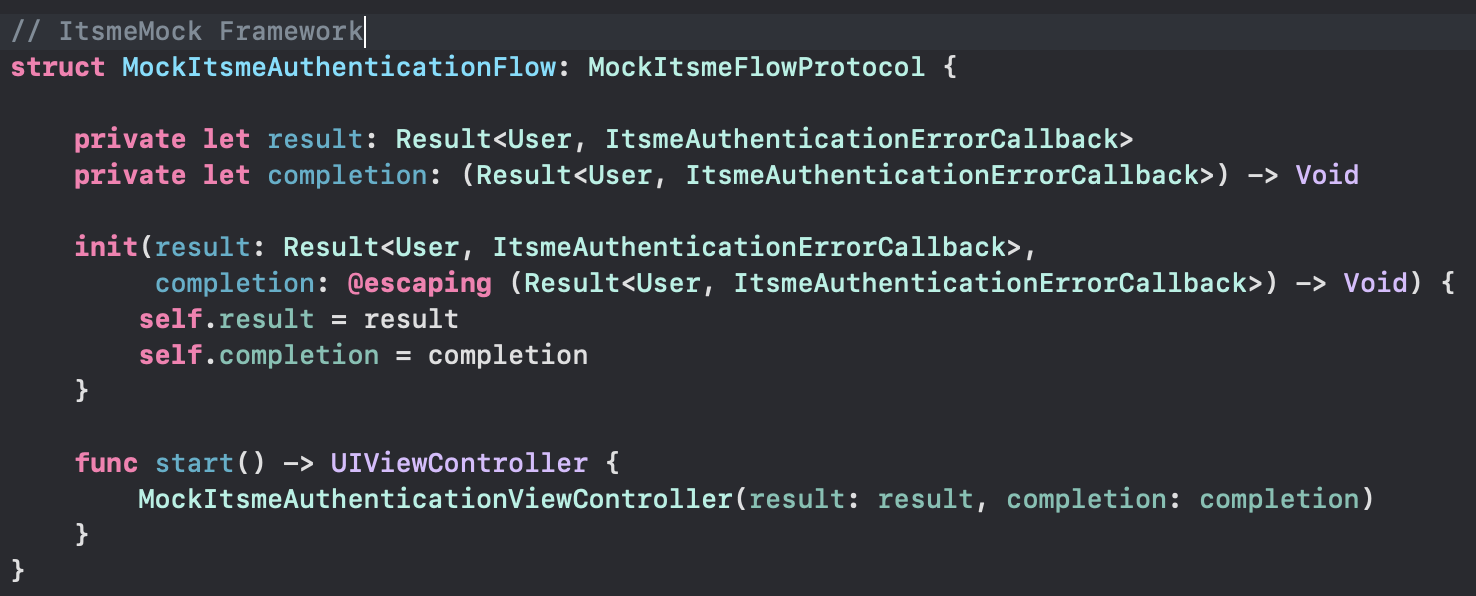 // ItsmeMock Framework
struct MockItsmeAuthenticationFlow: MockItsmeFlowProtocol {
    private let result: Result<User, ItsmeAuthenticationErrorCallback>
    private let completion: (Result<User, ItsmeAuthenticationErrorCallback>) -> Void
    init(result: Result<User, ItsmeAuthenticationErrorCallback>,
         completion: @escaping (Result<User, ItsmeAuthenticationErrorCallback>) -> Void) {
        self.result = result
        self.completion = completion
    }
    func start() -> UIViewController {
        MockItsmeAuthenticationViewController(result: result, completion: completion)
    }
}